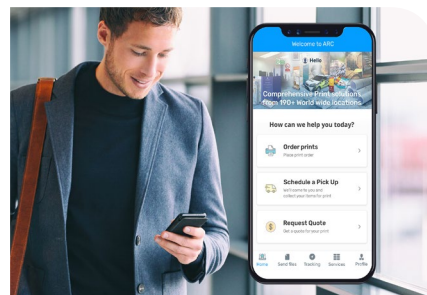 Welcome to ARC
Hello
Comprehensive Print solutions
from 190+ World wide locations
How can we help you today?
Order prints
Place print order
Schedule a Pick Up
we'll come to you and
collect your items for print
Request Quote
Get a quote for your print
Home Send files Tracking Services Profile